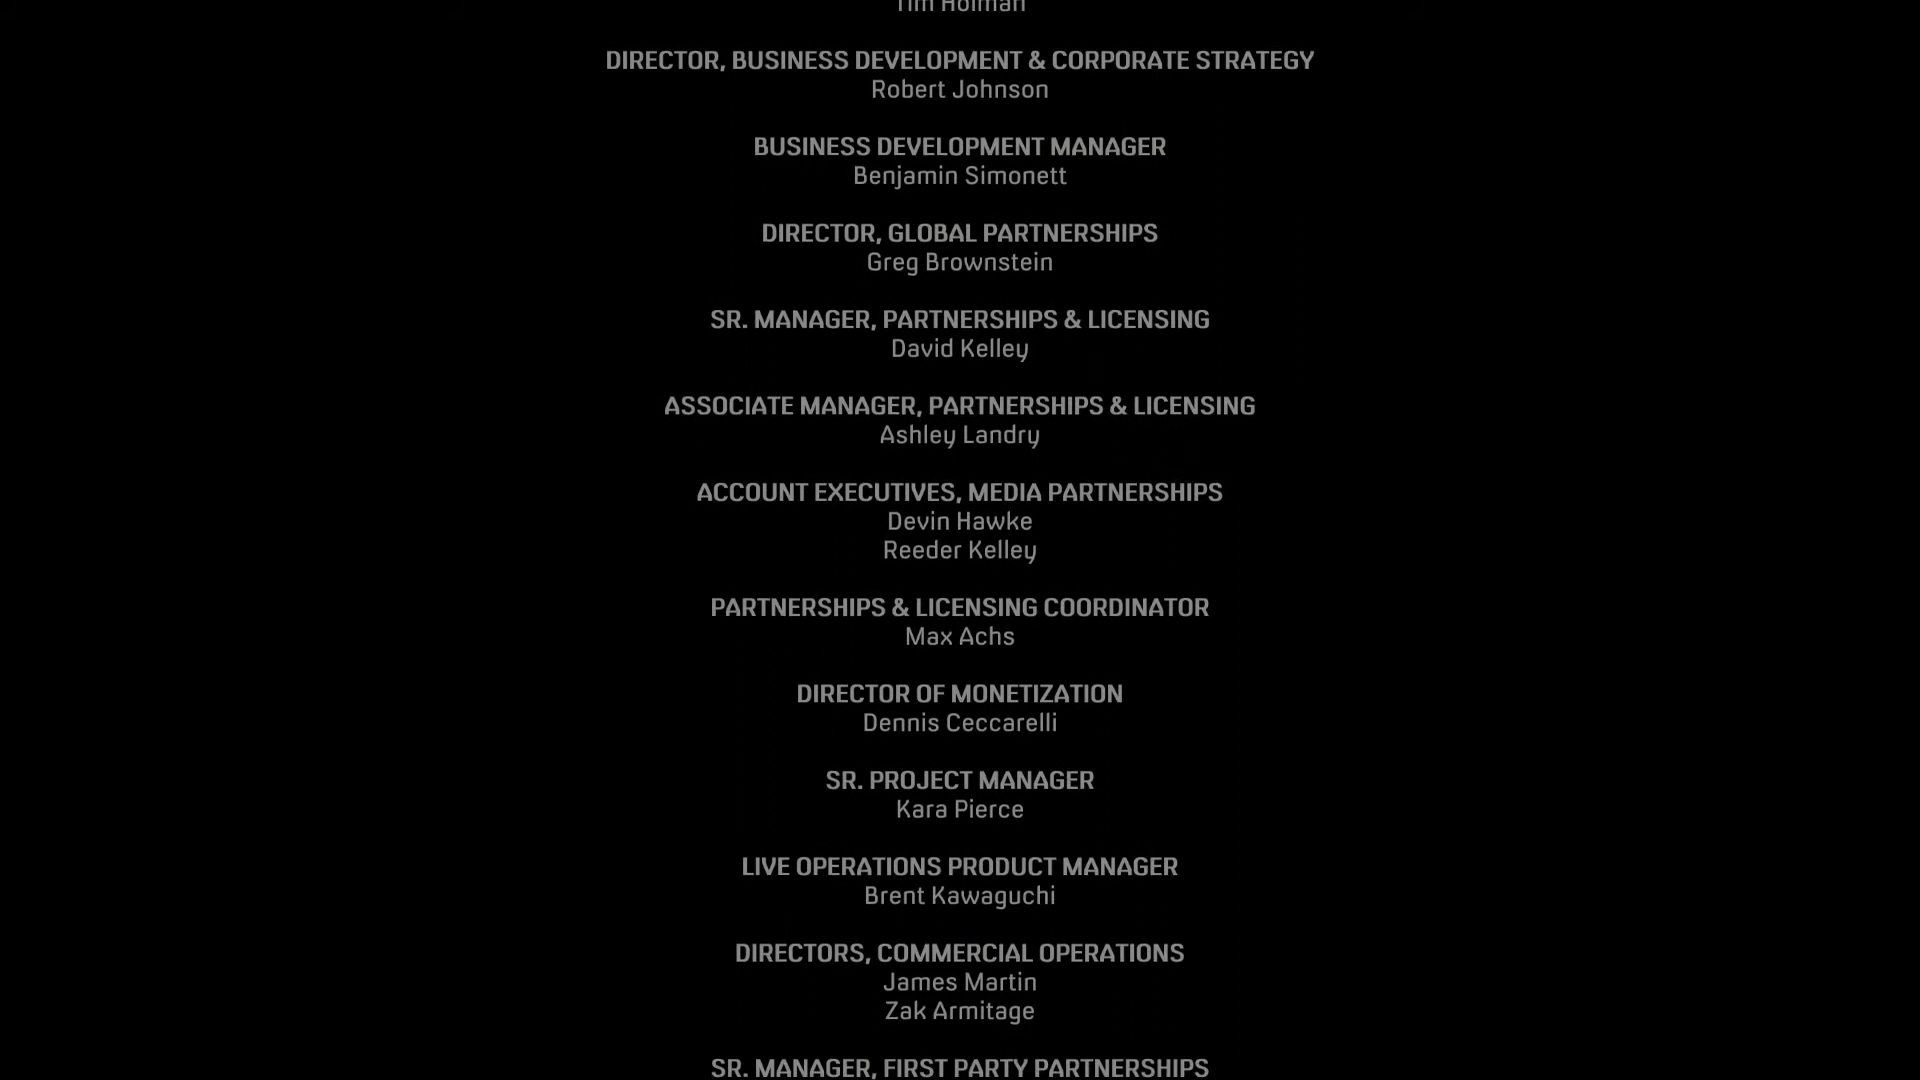 Tim Holman
DIRECTOR, BUSINESS DEVELOPMENT & CORPORATE STRATEGY
Robert Johnson
BUSINESS DEVELOPMENT MANAGER
Benjamin Simonett
DIRECTOR, GLOBAL PARTNERSHIPS
Greg Brownstein
SR. MANAGER, PARTNERSHIPS & LICENSING
David Kelley
ASSOCIATE MANAGER, PARTNERSHIPS & LICENSING
Ashley Landry
ACCOUNT EXECUTIVES, MEDIA PARTNERSHIPS
Devin Hawke
Reeder Kelley
PARTNERSHIPS & LICENSING COORDINATOR
Max Achs
DIRECTOR OF MONETIZATION
Dennis Ceccarelli
SR. PROJECT MANAGER
Kara Pierce
LIVE OPERATIONS PRODUCT MANAGER
Brent Kawaguchi
DIRECTORS, COMMERCIAL OPERATIONS
James Martin
Zak Armitage
SR. MANAGER, FIRST PARTY PARTNERSHIPS